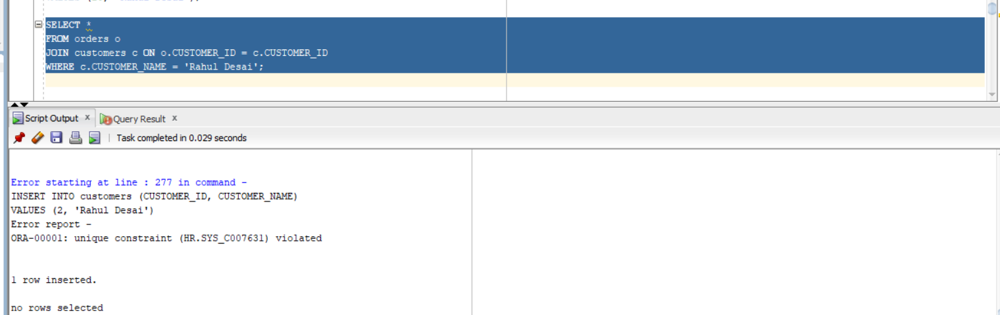 SELECT *
FROM orders o
JOIN customers c ON o.CUSTOMER_ID = c.CUSTOMER_ID
WHERE c.CUSTOMER_NAME = 'Rahul Desai';
Script Output x Query Result x
Task completed in 0.029 seconds
Error starting at line : 277 in command -
INSERT INTO customers (CUSTOMER_ID, CUSTOMER_NAME)
VALUES (2, 'Rahul Desai')
Error report -
ORA-00001: unique constraint (HR.SYS_C007631) violated
1 row inserted.
no rows selected